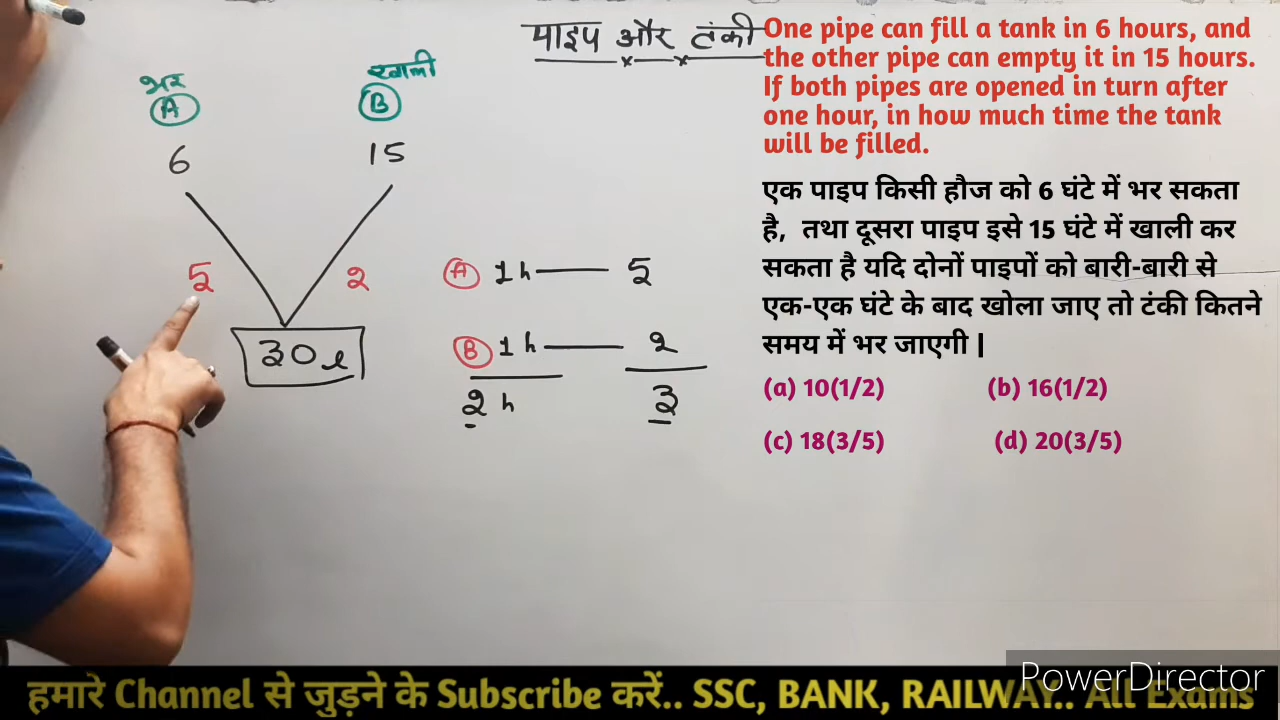 पाइप और टंकी
भर
खाली
A
B
6
15
5
2
30 l
A 1h — 5
B 1h — 2
2 h 3
One pipe can fill a tank in 6 hours, and
the other pipe can empty it in 15 hours.
If both pipes are opened in turn after
one hour, in how much time the tank
will be filled.
एक पाइप किसी हौज को 6 घंटे में भर सकता
है, तथा दूसरा पाइप इसे 15 घंटे में खाली कर
सकता है यदि दोनों पाइपों को बारी-बारी से
एक-एक घंटे के बाद खोला जाए तो टंकी कितने
समय में भर जाएगी |
(a) 10(1/2) (b) 16(1/2)
(c) 18(3/5) (d) 20(3/5)
PowerDirector
हमारे Channel से जुड़ने के Subscribe करें.. SSC, BANK, RAILWAY.. All Exams